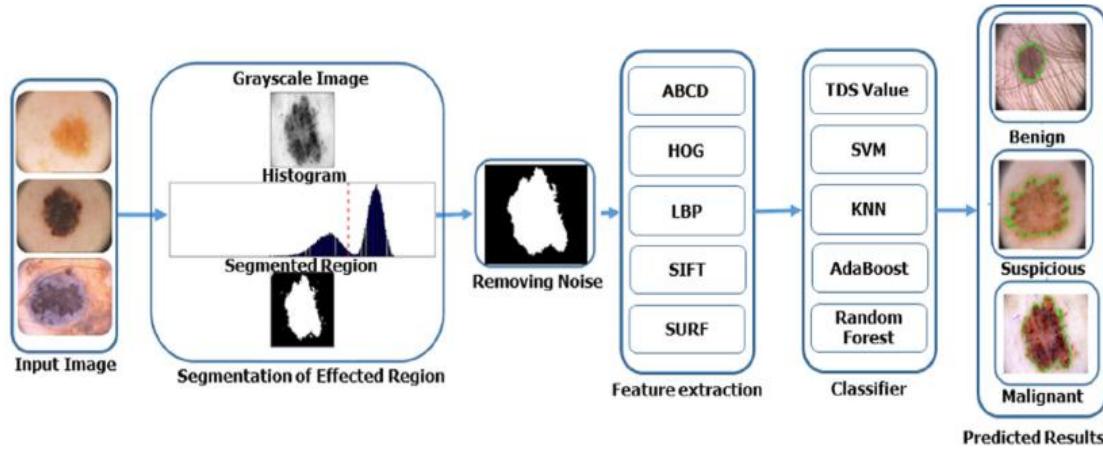 Input Image
Grayscale Image
Histogram
Segmented Region
Segmentation of Effected Region
Removing Noise
ABCD
HOG
LBP
SIFT
SURF
Feature extraction
TDS Value
SVM
KNN
AdaBoost
Random
Forest
Classifier
Benign
Suspicious
Malignant
Predicted Results